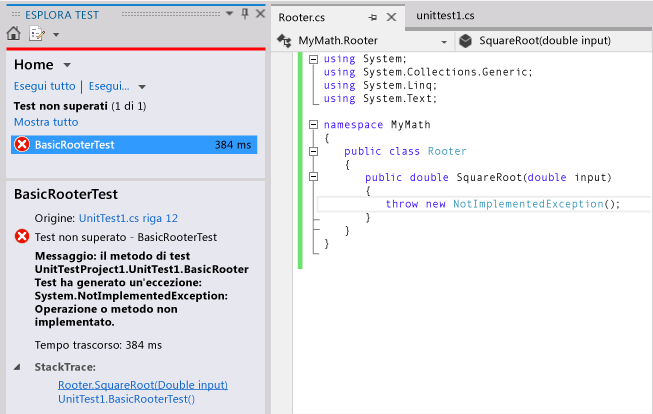 ESPLORA TEST
Home
Esegui tutto | Esegui...
Test non superati (1 di 1)
Mostra tutto
BasicRooterTest 384 ms
BasicRooterTest
Origine: UnitTest1.cs riga 12
Test non superato - BasicRooterTest
Messaggio: il metodo di test
UnitTestProject1.UnitTest1.BasicRooter
Test ha generato un'eccezione:
System.NotImplementedException:
Operazione o metodo non
implementato.
Tempo trascorso: 384 ms
StackTrace:
Rooter.SquareRoot(Double input)
UnitTest1.BasicRooterTest()
Rooter.cs unittest1.cs
MyMath.Rooter SquareRoot(double input)
using System;
using System.Collections.Generic;
using System.Linq;
using System.Text;
namespace MyMath
{
public class Rooter
{
public double SquareRoot(double input)
{
throw new NotImplementedException();
}
}
}